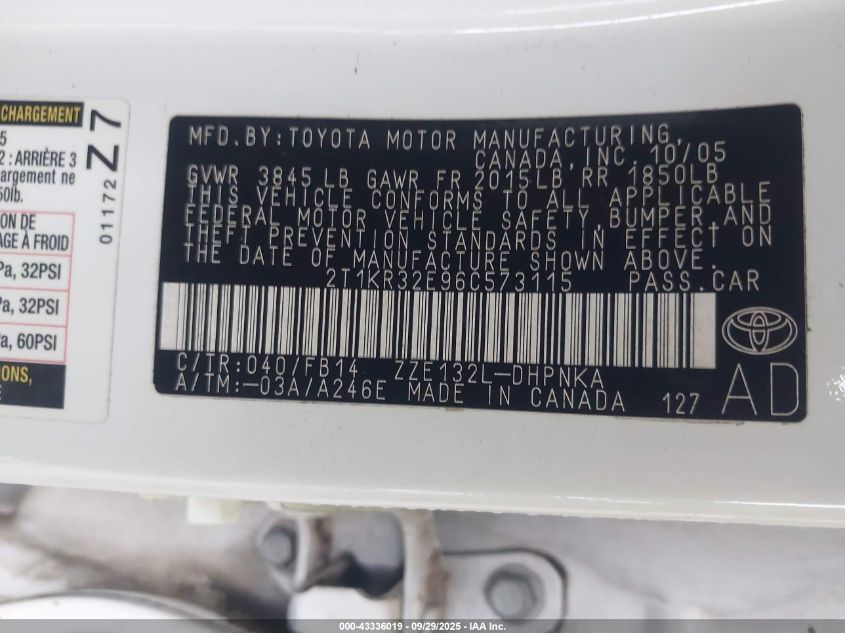 CHARGEMENT
5
2 : ARRIÈRE 3
chargement ne
50lb.
ION DE
AGE À FROID
Pa, 32PSI
Pa, 32PSI
Pa, 60PSI
IONS,
01172 Z7
MFD.BY:TOYOTA MOTOR MANUFACTURING,
CANADA,INC. 10/05
GVWR 3845LB GAWR FR 2015LB RR 1850LB
THIS VEHICLE CONFORMS TO ALL APPLICABLE
FEDERAL MOTOR VEHICLE SAFETY,BUMPER,AND
THEFT PREVENTION STANDARDS IN EFFECT ON
THE DATE OF MANUFACTURE SHOWN ABOVE.
2T1KR32E96C573115 PASS.CAR
C/TR:040/FB14 ZZE132L-DHPNKA
A/TM:-03A/A246E MADE IN CANADA 127
AD
000-43336019 - 09/29/2025 - IAA Inc.